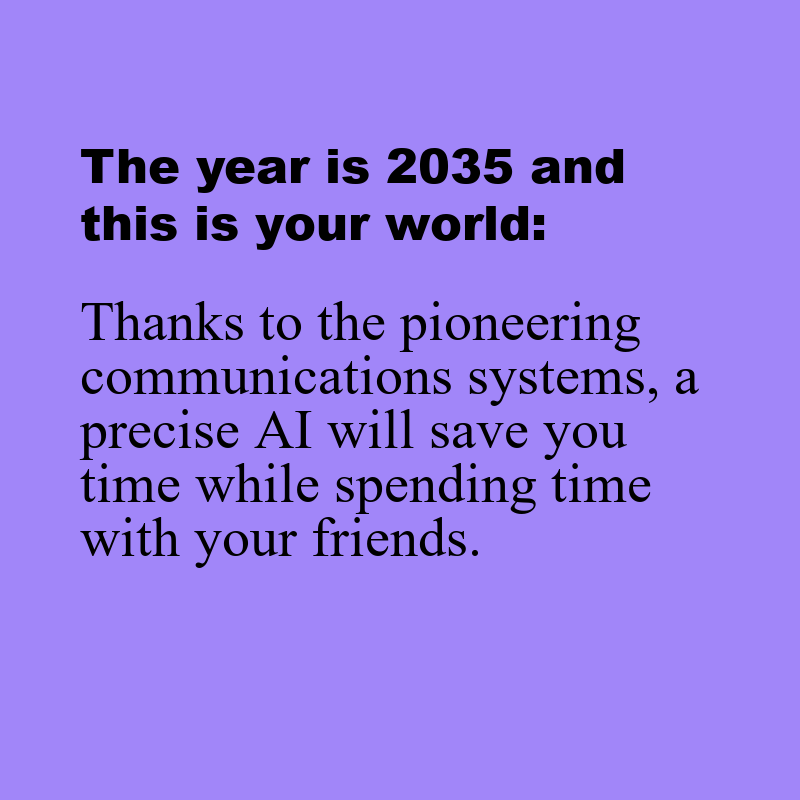 The year is 2035 and
this is your world:
Thanks to the pioneering
communications systems, a
precise AI will save you
time while spending time
with your friends.